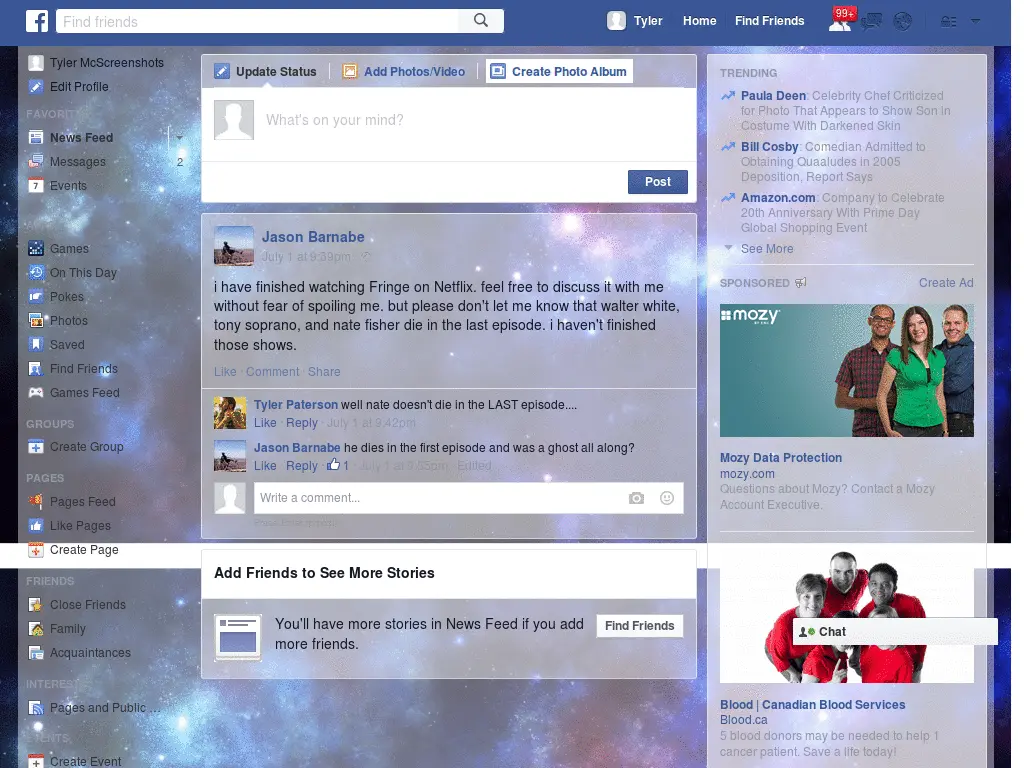 Find friends
Tyler
Home
Find Friends
99+
Tyler McScreenshots
Edit Profile
FAVORIT
News Feed
Messages
2
7
Events
Games
On This Day
Pokes
Photos
Saved
Find Friends
Games Feed
GROUPS
Create Group
PAGES
Pages Feed
Like Pages
Create Page
FRIENDS
Close Friends
Family
Acquaintances
INTERES
Pages and Public ...
EVENTS
Create Event
Update Status
Add Photos/Video
Create Photo Album
What's on your mind?
Post
Jason Barnabe
July 1 at 9:39pm ·
i have finished watching Fringe on Netflix. feel free to discuss it with me
without fear of spoiling me. but please don't let me know that walter white,
tony soprano, and nate fisher die in the last episode. i haven't finished
those shows.
Like · Comment · Share
Tyler Paterson well nate doesn't die in the LAST episode....
Like · Reply · July 1 at 9:42pm
Jason Barnabe he dies in the first episode and was a ghost all along?
Like · Reply · 1 · July 1 at 9:53pm · Edited
Write a comment...
Add Friends to See More Stories
You'll have more stories in News Feed if you add
more friends.
Find Friends
TRENDING
Paula Deen: Celebrity Chef Criticized
for Photo That Appears to Show Son in
Costume With Darkened Skin
Bill Cosby: Comedian Admitted to
Obtaining Quaaludes in 2005
Deposition, Report Says
Amazon.com: Company to Celebrate
20th Anniversary With Prime Day
Global Shopping Event
See More
SPONSORED
Create Ad
mozy
Mozy Data Protection
mozy.com
Questions about Mozy? Contact a Mozy
Account Executive.
Chat
Blood | Canadian Blood Services
Blood.ca
5 blood donors may be needed to help 1
cancer patient. Save a life today!